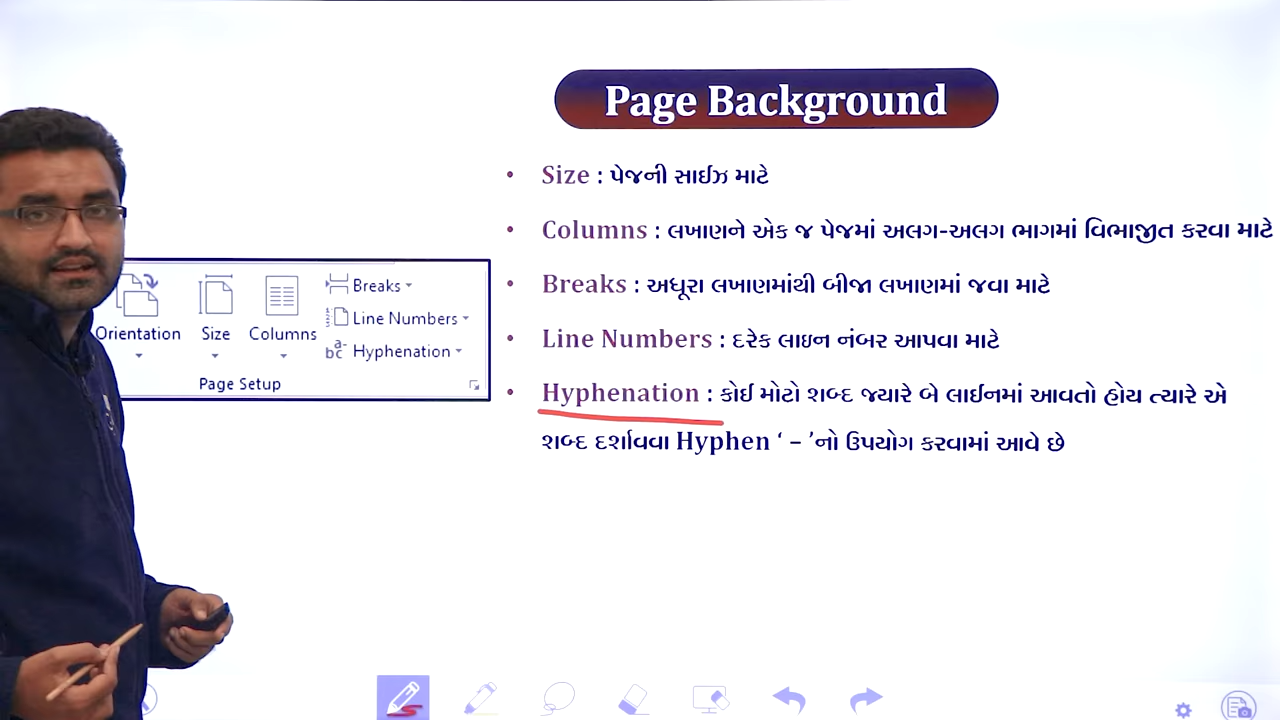 Page Background
• Size : પેજની સાઈઝ માટે
• Columns : લખાણને એક જ પેજમાં અલગ-અલગ ભાગમાં વિભાજીત કરવા માટે
• Breaks : અધૂરા લખાણમાંથી બીજા લખાણમાં જવા માટે
• Line Numbers : દરેક લાઇન નંબર આપવા માટે
• Hyphenation : કોઈ મોટો શબ્દ જ્યારે બે લાઈનમાં આવતો હોય ત્યારે એ
શબ્દ દર્શાવવા Hyphen ‘ – ’નો ઉપયોગ કરવામાં આવે છે
Orientation
Size
Columns
Breaks
Line Numbers
Hyphenation
Page Setup